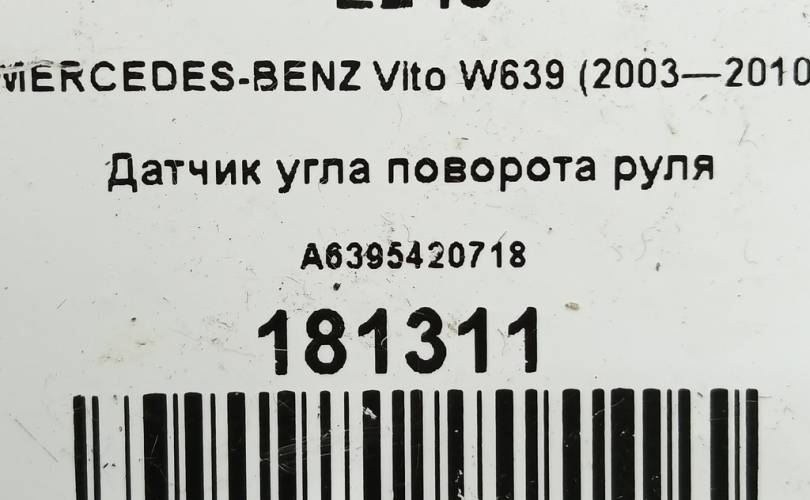 MERCEDES-BENZ Vito W639 (2003—2010
Датчик угла поворота руля
A6395420718
181311